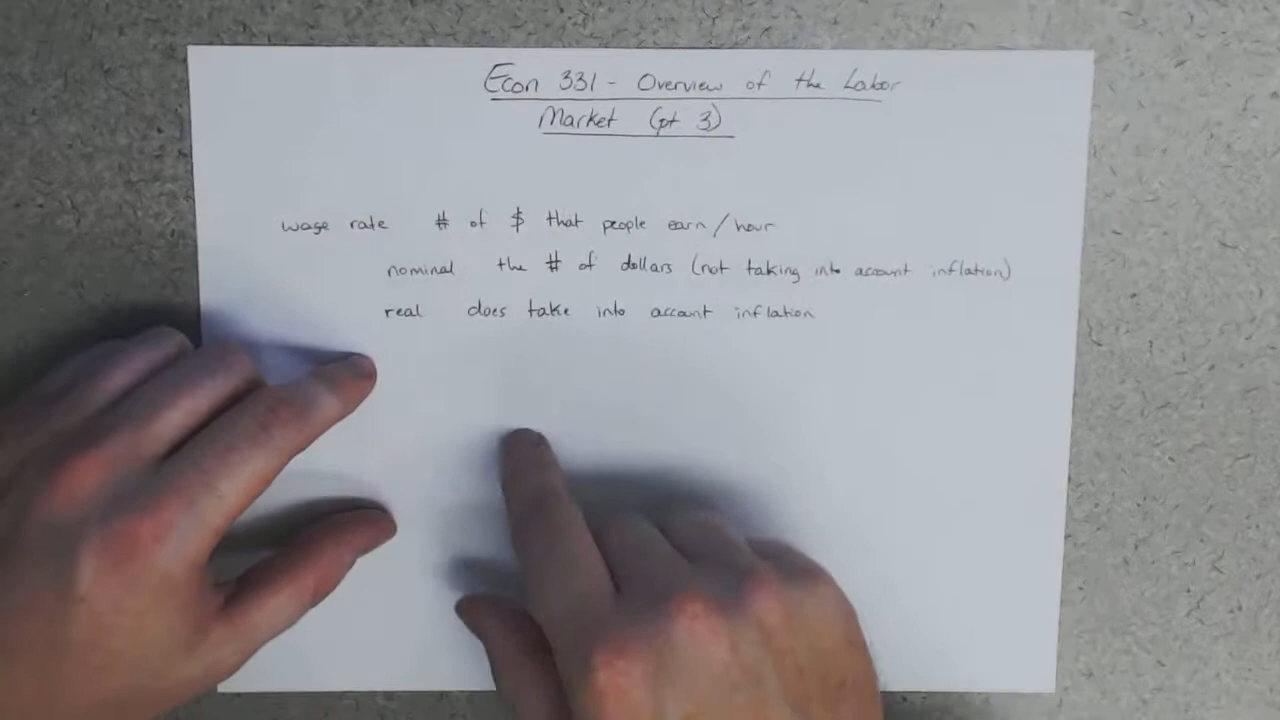 Econ 331 - Overview of the Labor
Market (pt 3)
wage rate # of $ that people earn/hour
nominal the # of dollars (not taking into account inflation)
real does take into account inflation